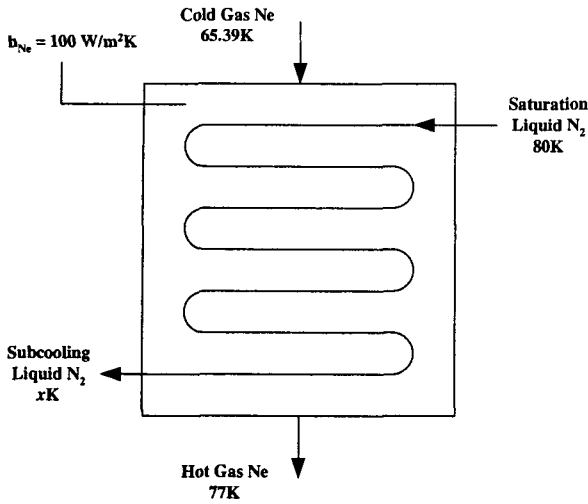 Cold Gas Ne
65.39K
hNe = 100 W/m²K
Saturation
Liquid N₂
80K
Subcooling
Liquid N₂
xK
Hot Gas Ne
77K